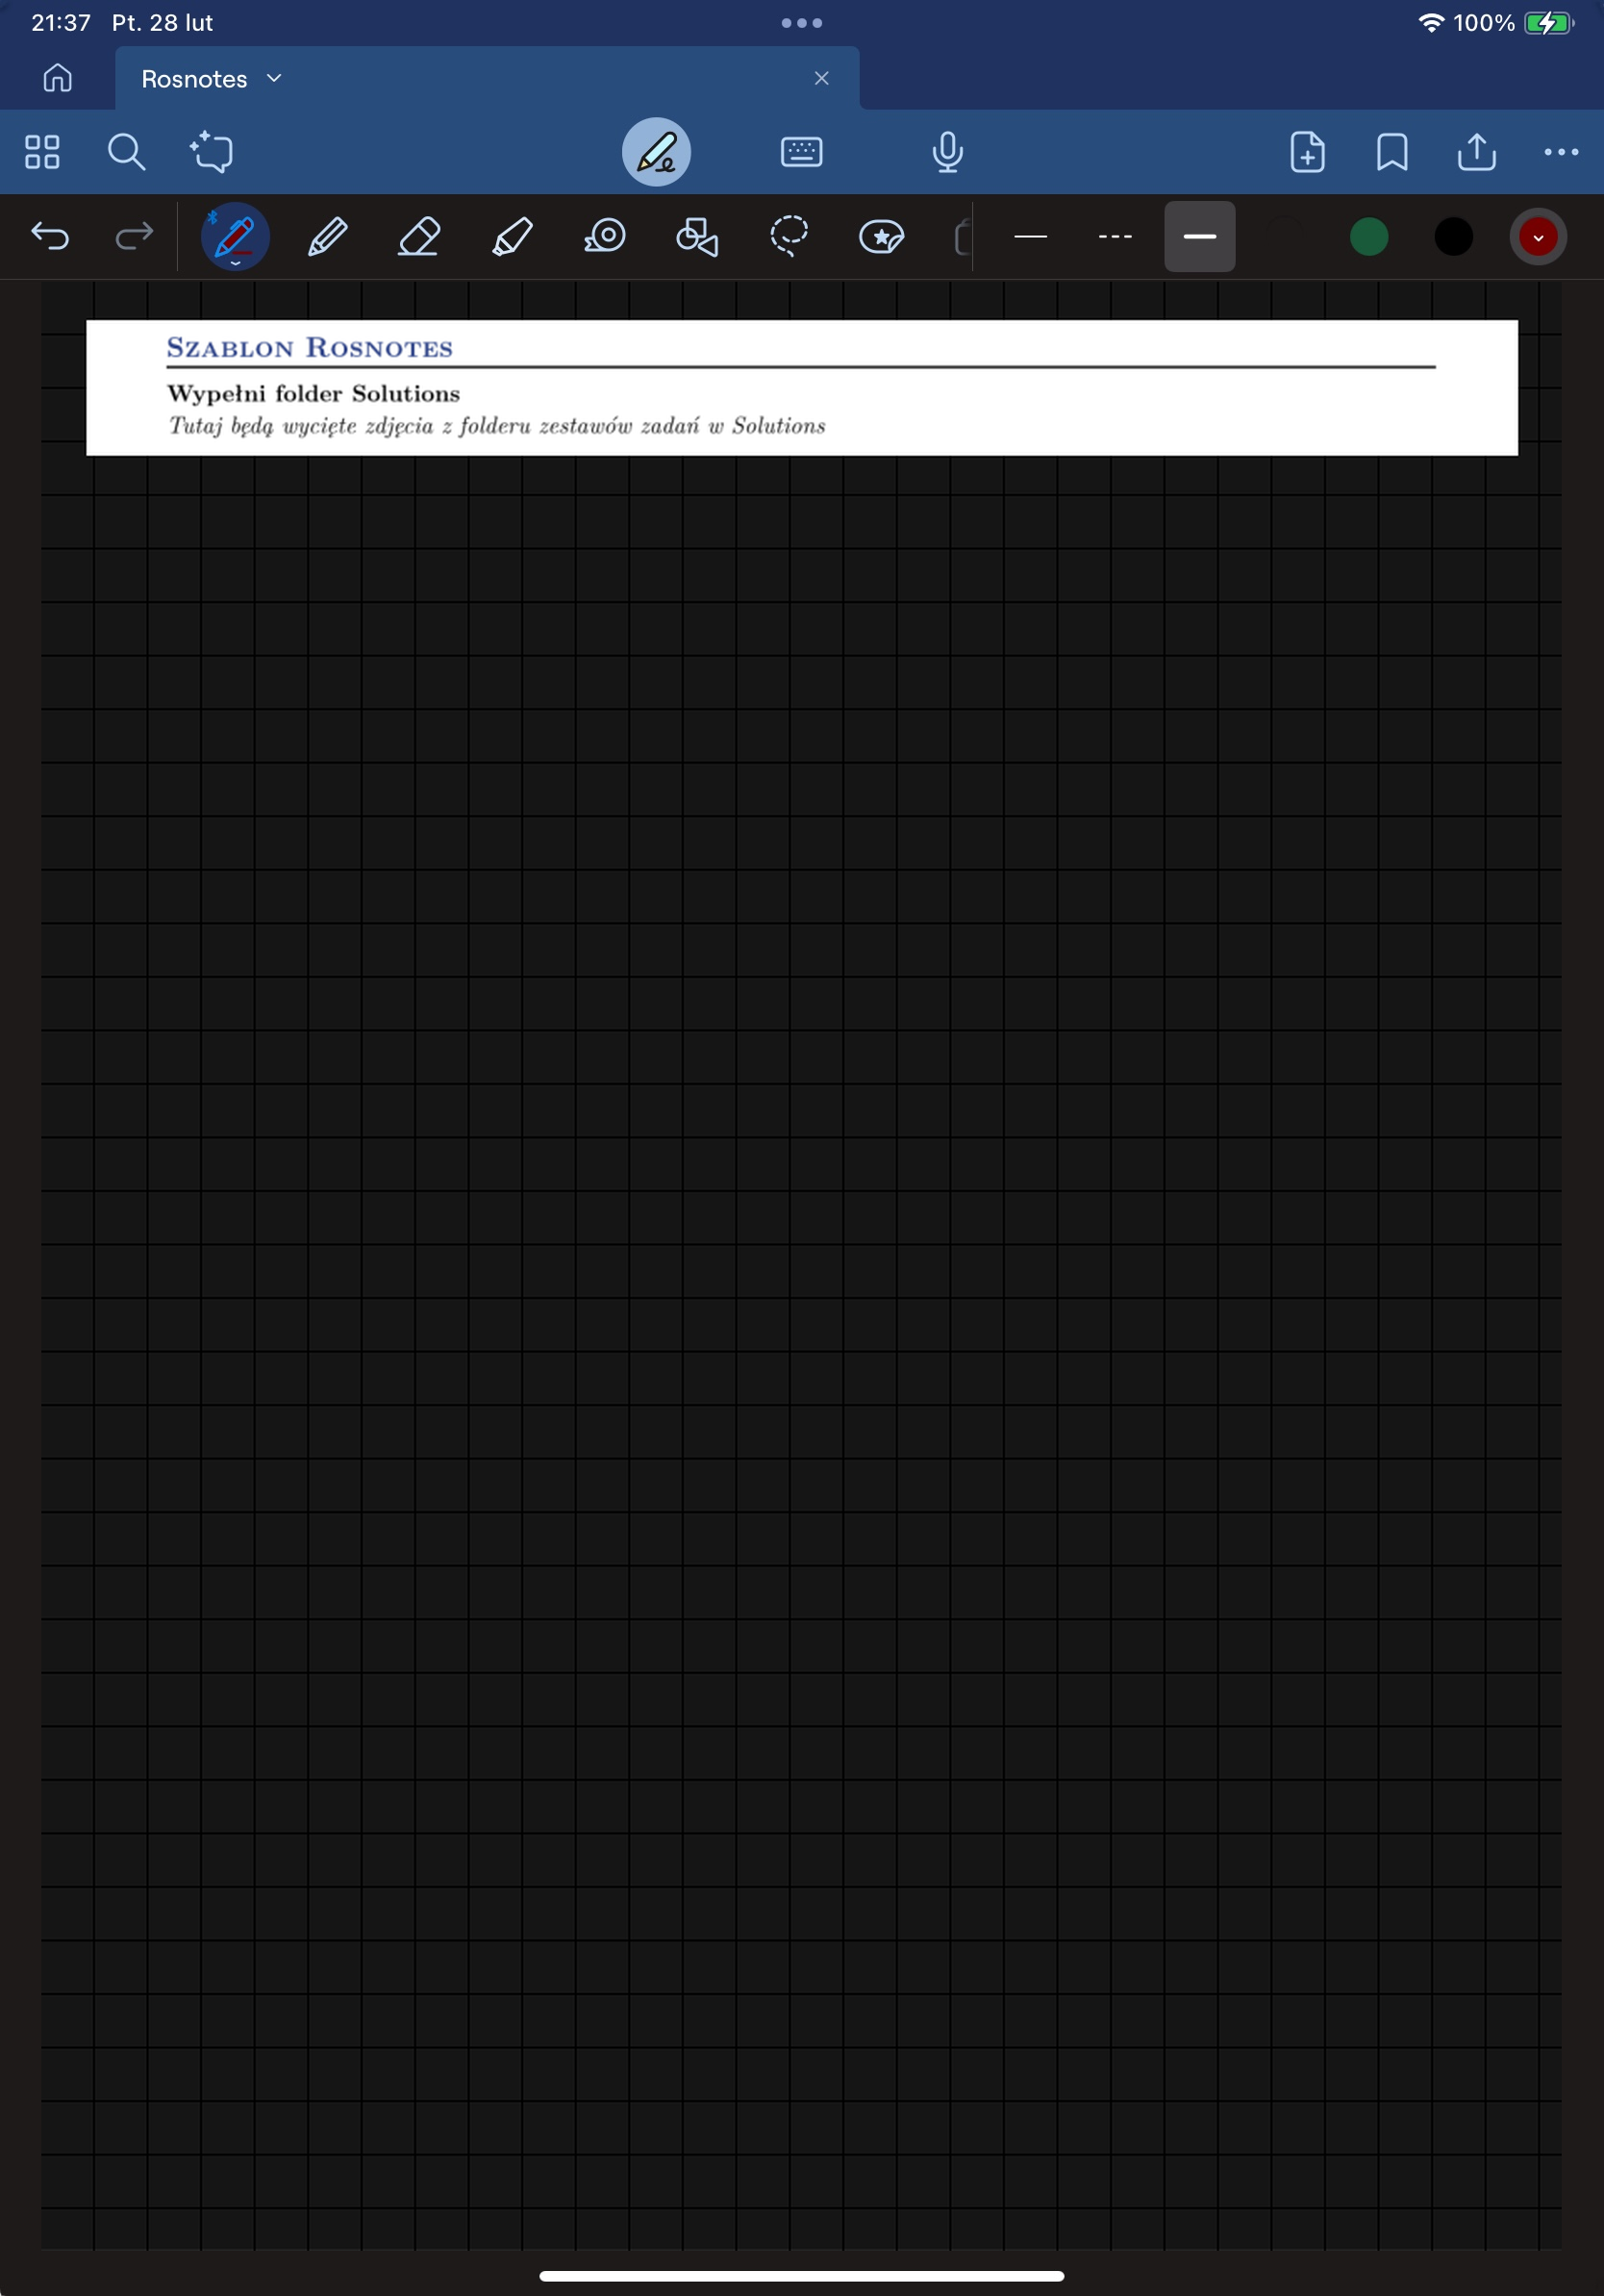 21:37 Pt. 28 lut 100%
Rosnotes
Szablon Rosnotes
Wypełni folder Solutions
Tutaj będą wycięte zdjęcia z folderu zestawów zadań w Solutions